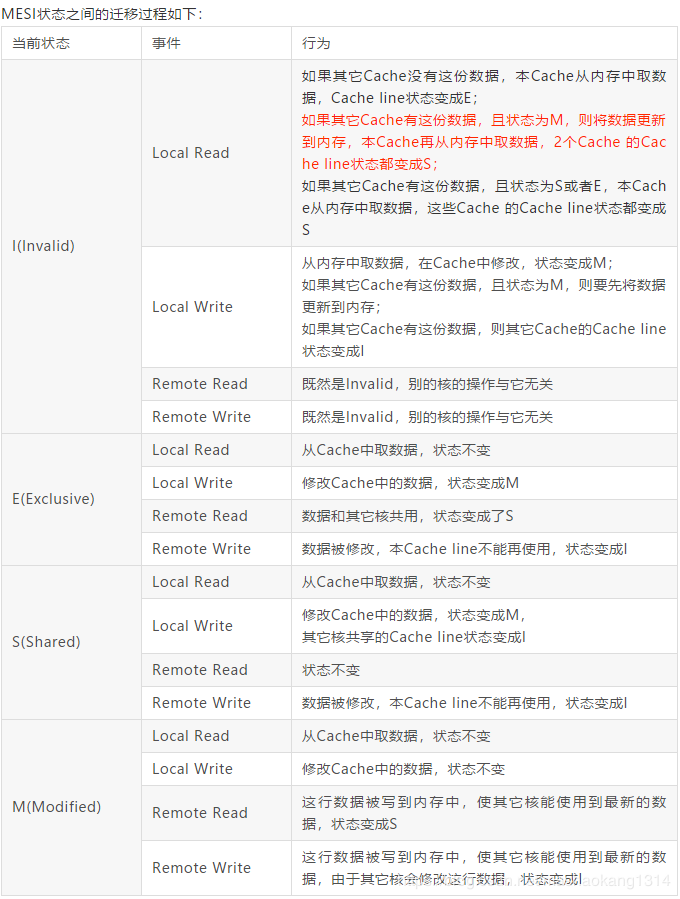 MESI状态之间的迁移过程如下：
当前状态 事件 行为
I(Invalid)
Local Read
如果其它Cache没有这份数据，本Cache从内存中取数
据，Cache line状态变成E；
如果其它Cache有这份数据，且状态为M，则将数据更新
到内存，本Cache再从内存中取数据，2个Cache 的Cac
he line状态都变成S；
如果其它Cache有这份数据，且状态为S或者E，本Cach
e从内存中取数据，这些Cache 的Cache line状态都变成
S
Local Write
从内存中取数据，在Cache中修改，状态变成M；
如果其它Cache有这份数据，且状态为M，则要先将数据
更新到内存；
如果其它Cache有这份数据，则其它Cache的Cache line
状态变成I
Remote Read 既然是Invalid，别的核的操作与它无关
Remote Write 既然是Invalid，别的核的操作与它无关
E(Exclusive)
Local Read 从Cache中取数据，状态不变
Local Write 修改Cache中的数据，状态变成M
Remote Read 数据和其它核共用，状态变成了S
Remote Write 数据被修改，本Cache line不能再使用，状态变成I
S(Shared)
Local Read 从Cache中取数据，状态不变
Local Write
修改Cache中的数据，状态变成M，
其它核共享的Cache line状态变成I
Remote Read 状态不变
Remote Write 数据被修改，本Cache line不能再使用，状态变成I
M(Modified)
Local Read 从Cache中取数据，状态不变
Local Write 修改Cache中的数据，状态不变
Remote Read
这行数据被写到内存中，使其它核能使用到最新的数
据，状态变成S
Remote Write
这行数据被写到内存中，使其它核能使用到最新的数
据，由于其它核会修改这行数据，状态变成I